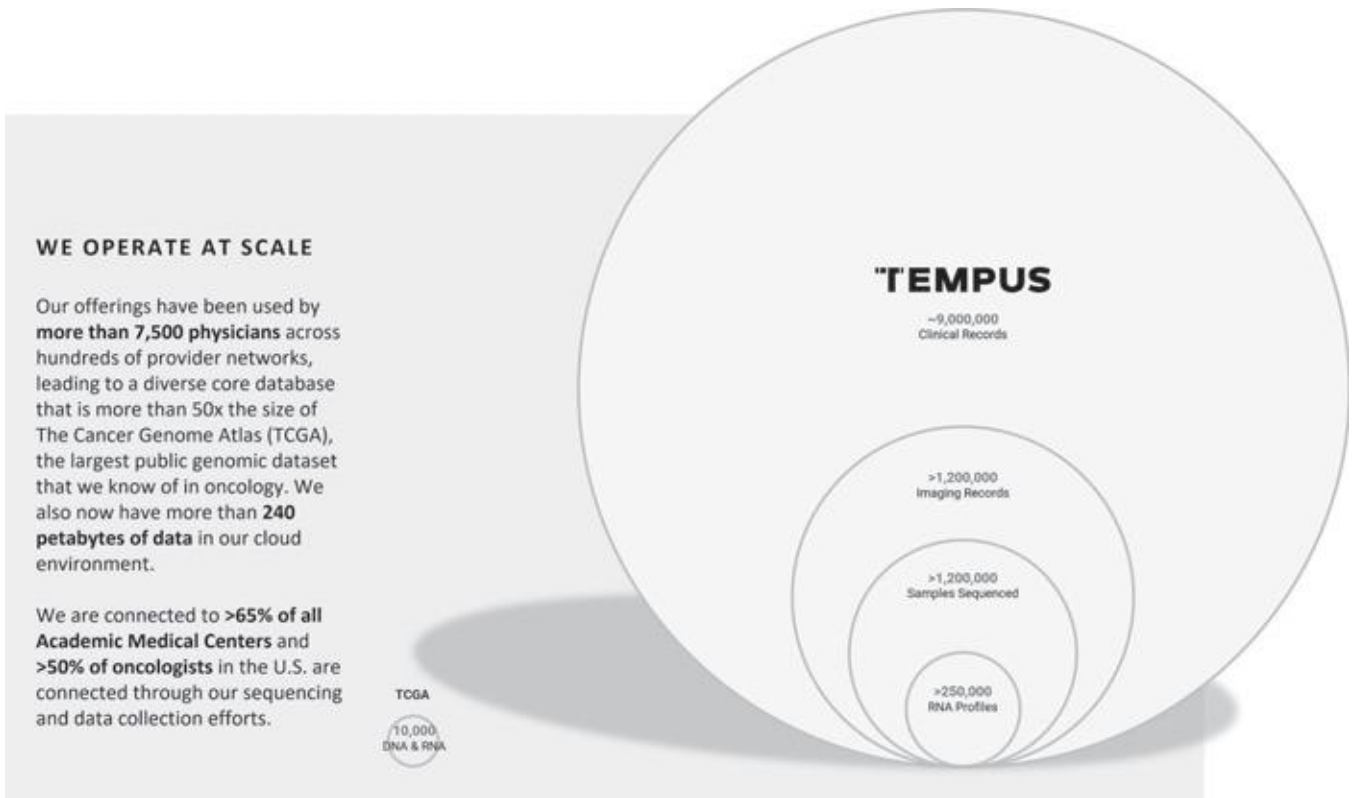 WE OPERATE AT SCALE
Our offerings have been used by
more than 7,500 physicians across
hundreds of provider networks,
leading to a diverse core database
that is more than 50x the size of
The Cancer Genome Atlas (TCGA),
the largest public genomic dataset
that we know of in oncology. We
also now have more than 240
petabytes of data in our cloud
environment.
We are connected to >65% of all
Academic Medical Centers and
>50% of oncologists in the U.S. are
connected through our sequencing
and data collection efforts.
TCGA
10,000
DNA & RNA
TEMPUS
~9,000,000
Clinical Records
>1,200,000
Imaging Records
>1,200,000
Samples Sequenced
>250,000
RNA Profiles